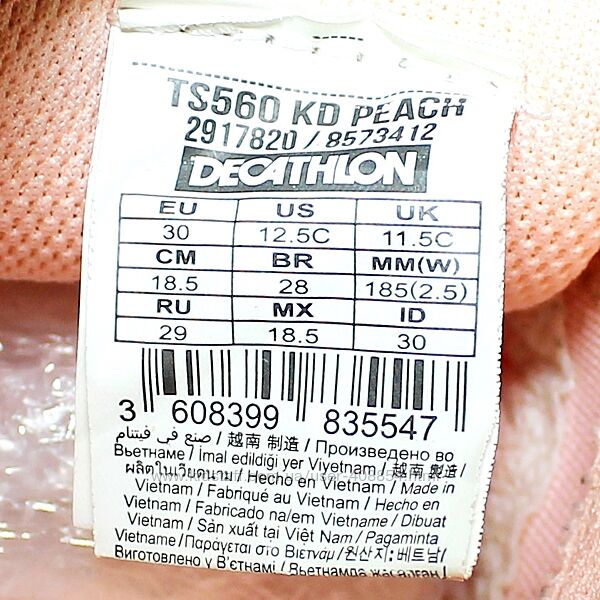 TS560 KD PEACH
2917820 / 8573412
DECATHLON
EU US UK
30 12.5C 11.5C
CM BR MM(W)
18.5 28 185(2.5)
RU MX ID
29 18.5 30
3 608399 835547
صنع في فيتنام / 越南 制造 / Произведено во
Вьетнаме / İmal edildiği yer Viyetnam / 越南 製造 /
ผลิตในเวียดนาม / Hecho en Vietnam / Made in
Vietnam / Fabriqué au Vietnam / Hecho en
Vietnam / Fabricado na/em Vietname / Dibuat
Vietnam / Sản xuất tại Việt Nam / Pagaminta
Vietname / Παράγεται στο Βιετνάμ / 원산지: 베트남 /
Виготовлено у В'єтнамі / Вьетнамда жасалған /